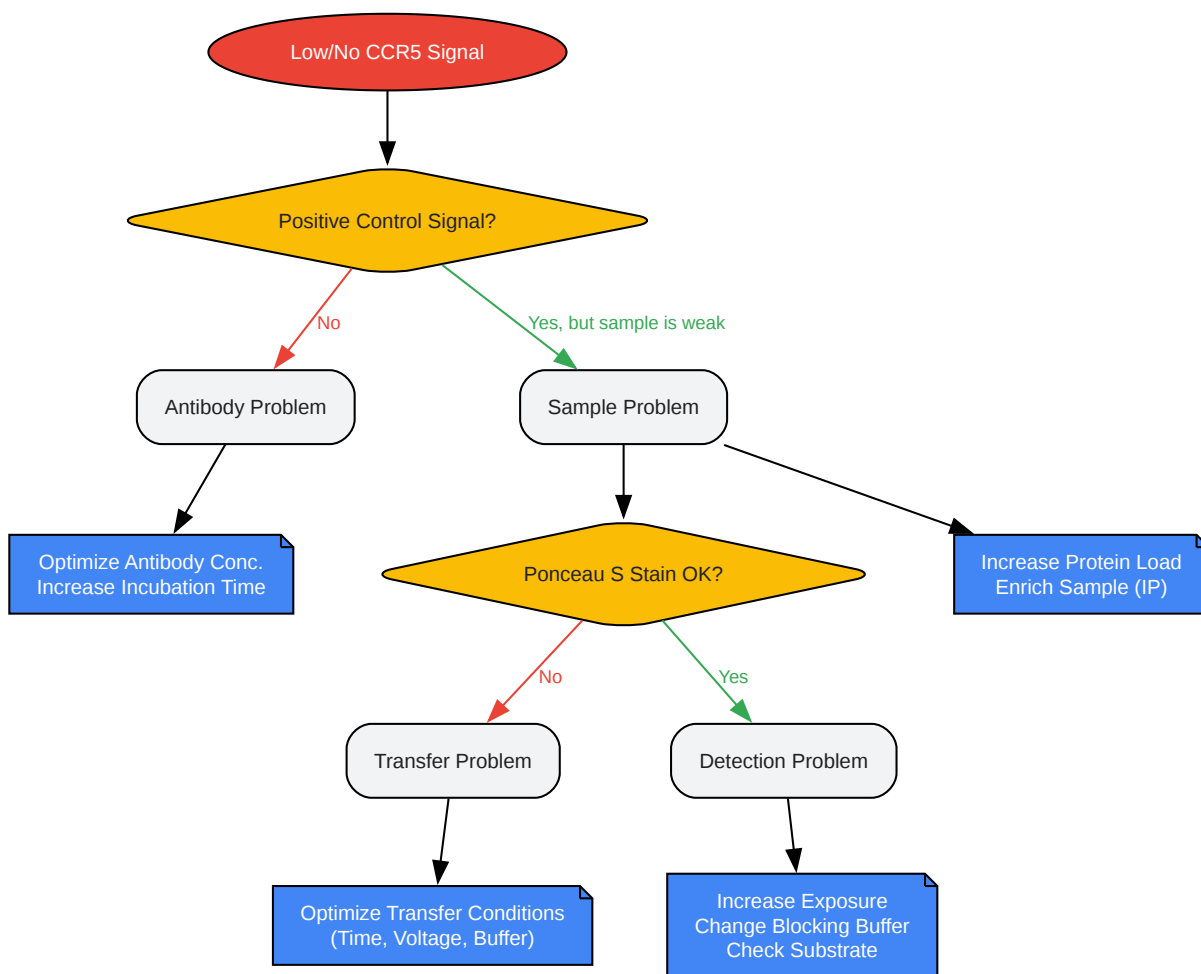 Low/No CCR5 Signal
Positive Control Signal?
No
Yes, but sample is weak
Antibody Problem
Sample Problem
Optimize Antibody Conc.
Increase Incubation Time
Ponceau S Stain OK?
Increase Protein Load
Enrich Sample (IP)
No
Yes
Transfer Problem
Detection Problem
Optimize Transfer Conditions
(Time, Voltage, Buffer)
Increase Exposure
Change Blocking Buffer
Check Substrate